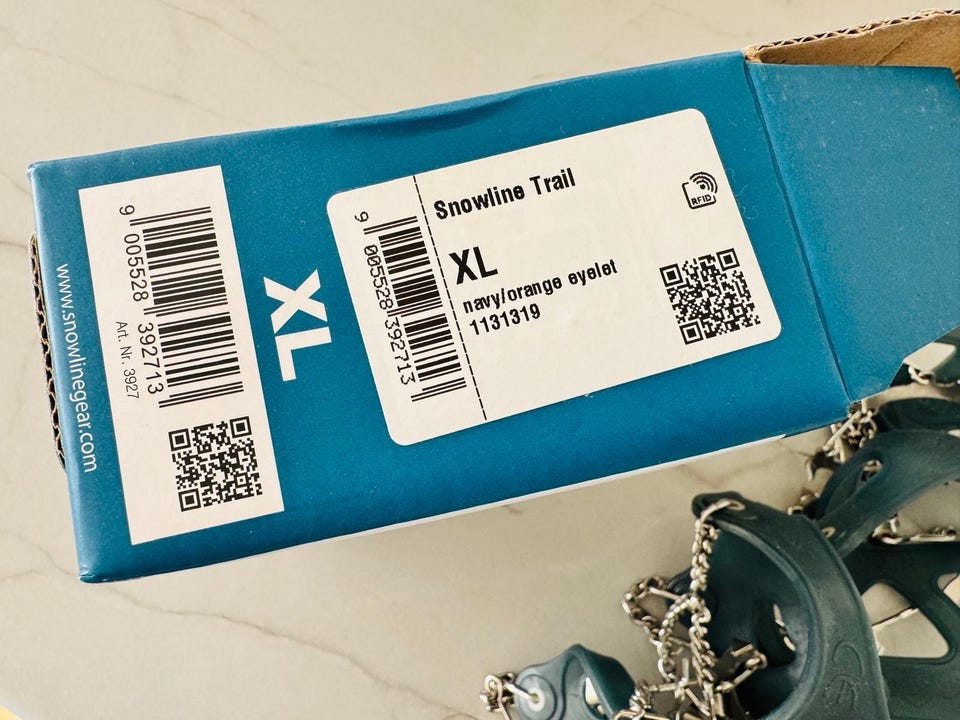 www.snowlinegear.com
9 005528 392713
Art. Nr. 3927
XL
9 005528 392713
Snowline Trail
RFID
XL
navy/orange eyelet
1131319